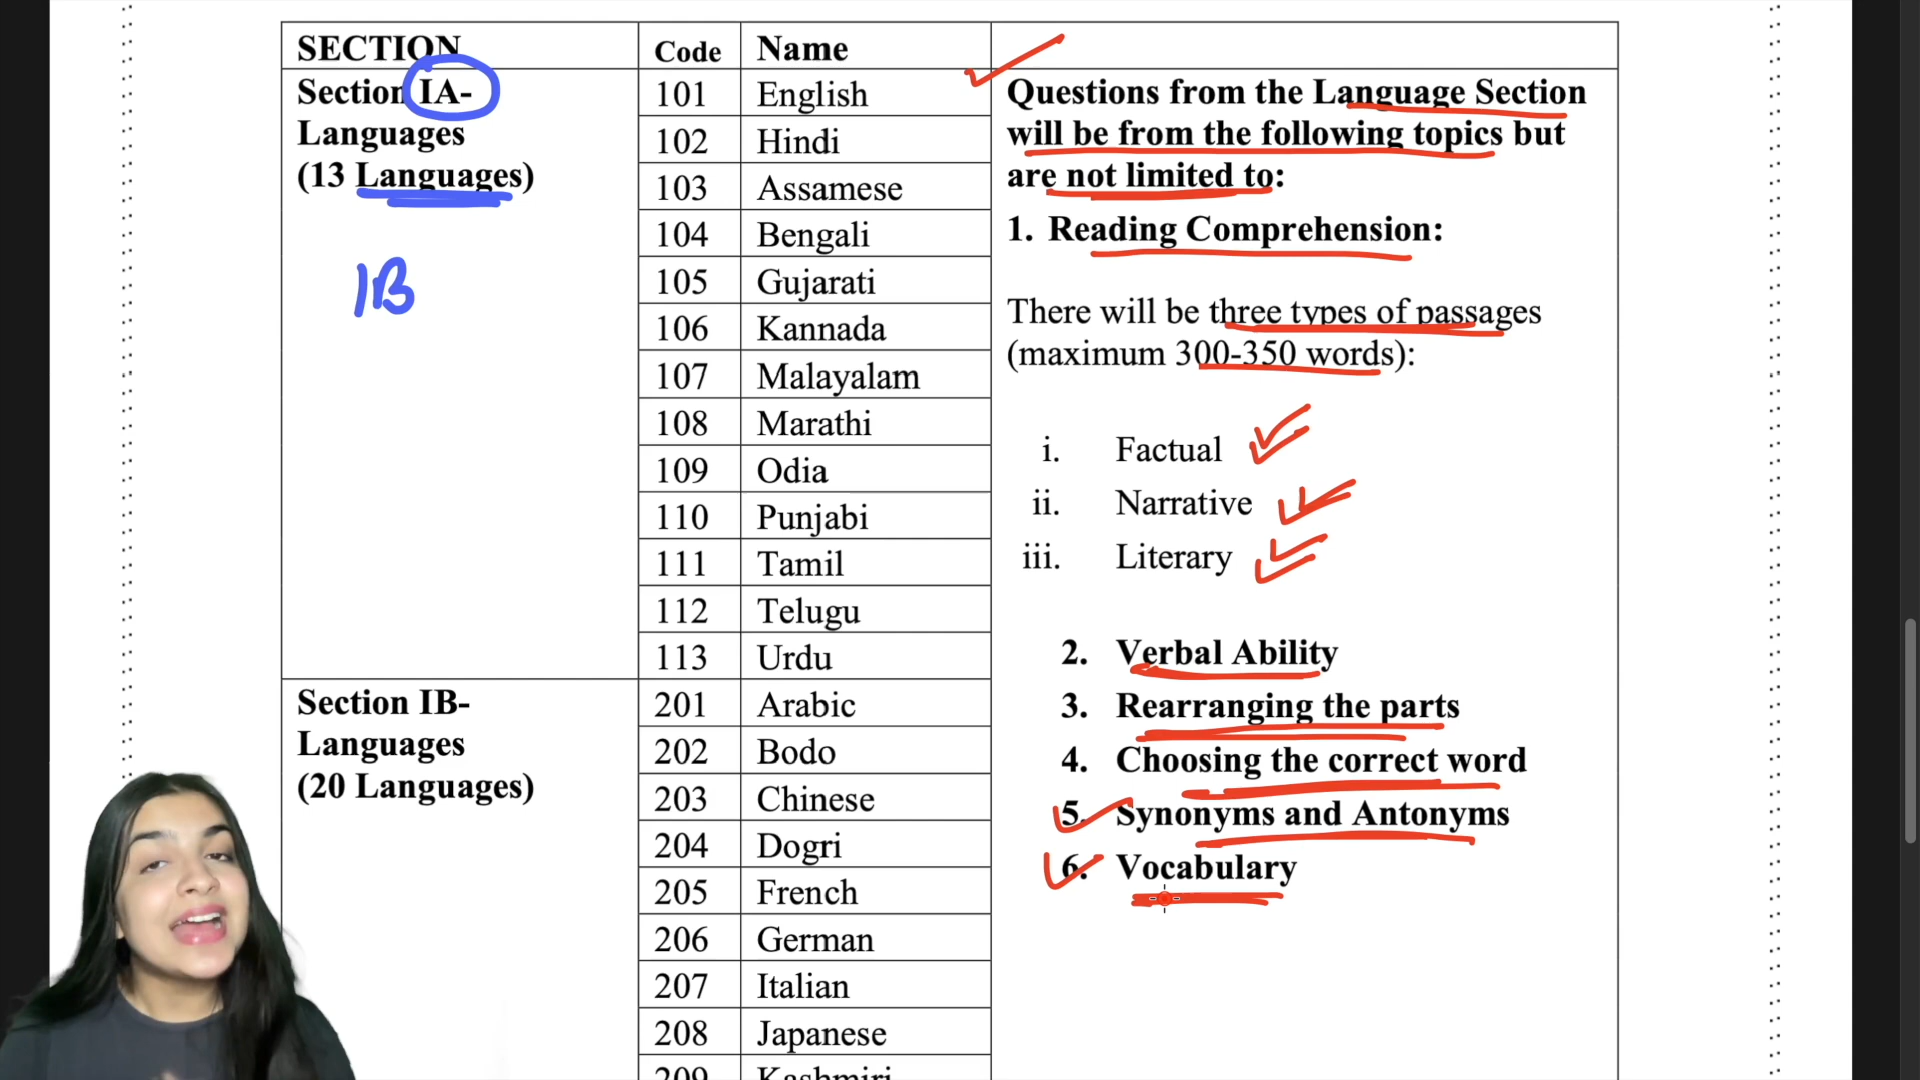 SECTION Code Name
Section IA-
Languages
(13 Languages)
IB
101 English
102 Hindi
103 Assamese
104 Bengali
105 Gujarati
106 Kannada
107 Malayalam
108 Marathi
109 Odia
110 Punjabi
111 Tamil
112 Telugu
113 Urdu
Section IB-
Languages
(20 Languages)
201 Arabic
202 Bodo
203 Chinese
204 Dogri
205 French
206 German
207 Italian
208 Japanese
209 Kashmiri
Questions from the Language Section
will be from the following topics but
are not limited to:
1. Reading Comprehension:
There will be three types of passages
(maximum 300-350 words):
i. Factual
ii. Narrative
iii. Literary
2. Verbal Ability
3. Rearranging the parts
4. Choosing the correct word
5. Synonyms and Antonyms
6. Vocabulary